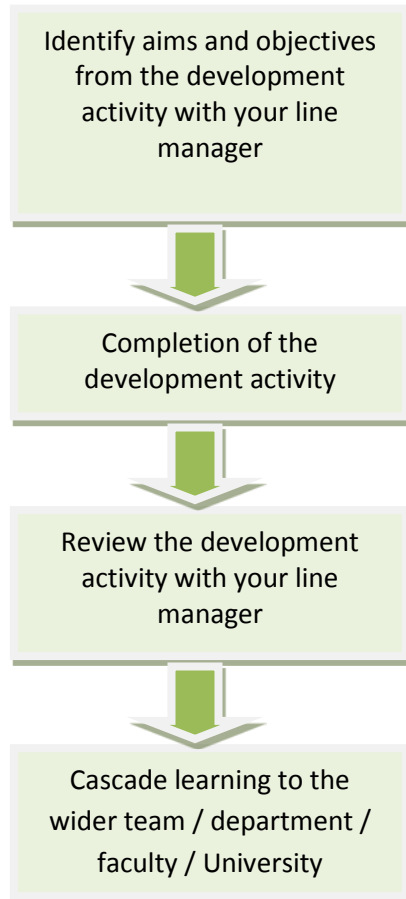 Identify aims and objectives
from the development
activity with your line
manager
Completion of the
development activity
Review the development
activity with your line
manager
Cascade learning to the
wider team / department /
faculty / University